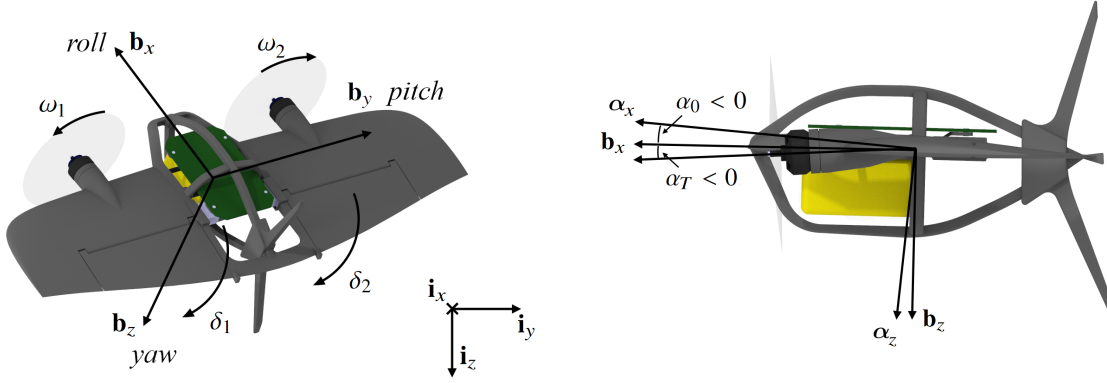 roll b_x
ω_2
ω_1
b_y pitch
δ_2
δ_1
b_z
yaw
i_x
i_y
i_z
α_x
α_0 < 0
b_x
α_T < 0
α_z
b_z